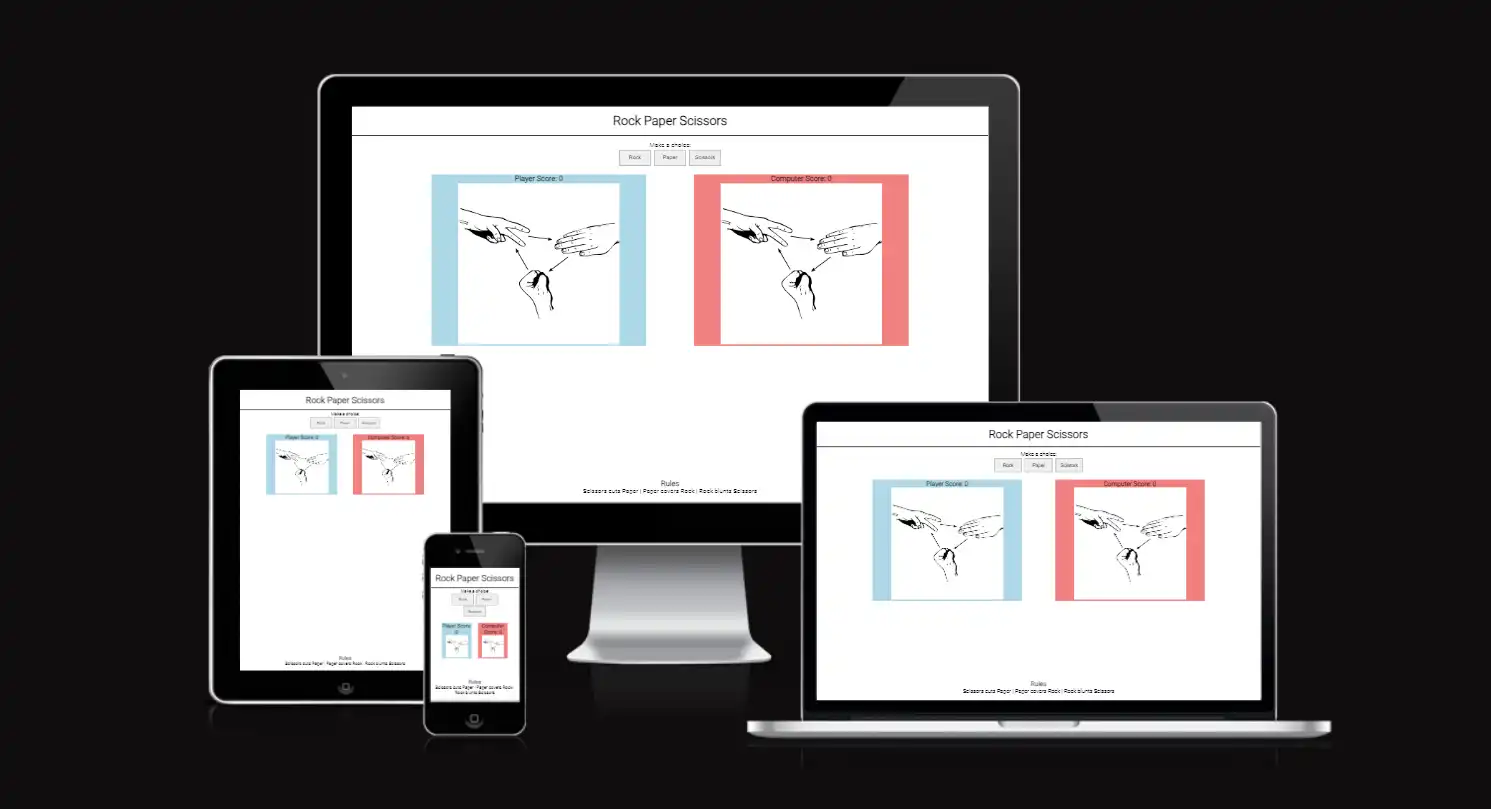 Rock Paper Scissors
Make a choice:
Rock Paper Scissors
Player Score: 0 Computer Score: 0
Rules
Scissors cuts Paper | Paper covers Rock | Rock blunts Scissors
Rock Paper Scissors
Make a choice:
Rock Paper Scissors
Player Score: 0 Computer Score: 0
Rules
Scissors cuts Paper | Paper covers Rock | Rock blunts Scissors
Rock Paper Scissors
Make a choice:
Rock Paper
Scissors
Player Score: Computer
0 Score: 0
Rules
Scissors cuts Paper | Paper covers Rock
Rock blunts Scissors
Rock Paper Scissors
Make a choice:
Rock Paper Scissors
Player Score: 0 Computer Score: 0
Rules
Scissors cuts Paper | Paper covers Rock | Rock blunts Scissors